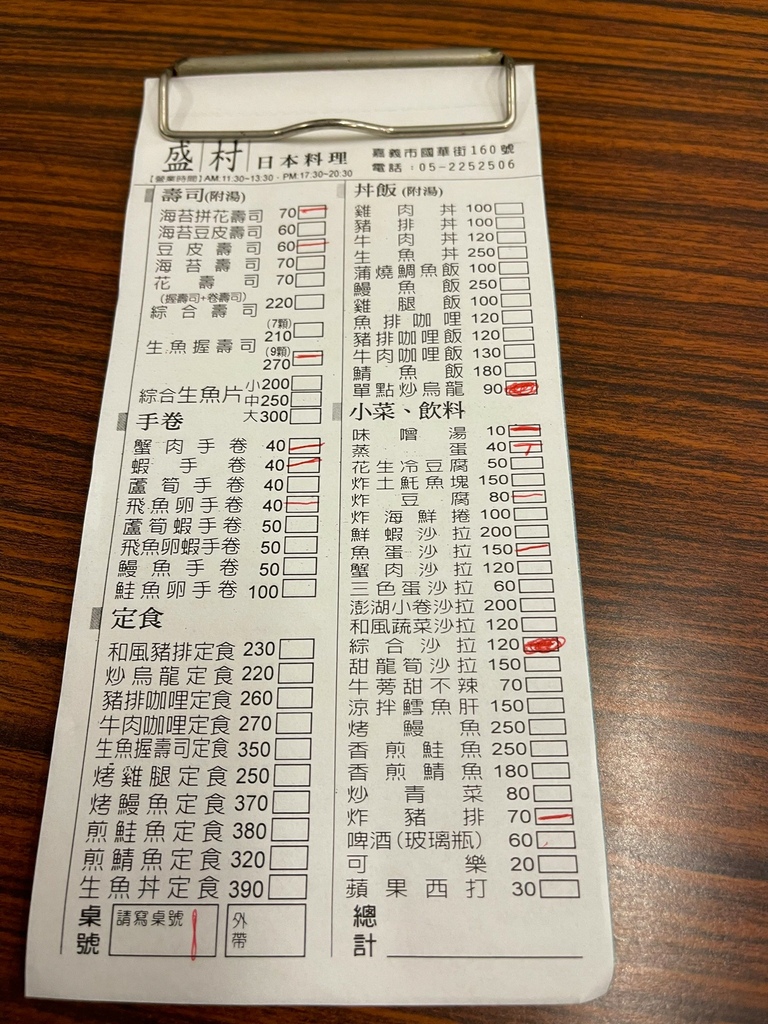 盛村 日本料理 嘉義市國華街160號
電話：05-2252506
【營業時間】AM:11:30~13:30．PM:17:30~20:30
壽司(附湯)
海苔拼花壽司 70
海苔豆皮壽司 60
豆皮壽司 60
海苔壽司 70
花壽司 70
(握壽司+卷壽司)
綜合壽司 220
生魚握壽司
(7顆)
210
(9顆)
270
綜合生魚片
小200
中250
大300
手卷
蟹肉手卷 40
蝦手卷 40
蘆筍手卷 40
飛魚卵手卷 40
蘆筍蝦手卷 50
飛魚卵蝦手卷 50
鰻魚手卷 50
鮭魚卵手卷 100
定食
和風豬排定食 230
炒烏龍定食 220
豬排咖哩定食 260
牛肉咖哩定食 270
生魚握壽司定食 350
烤雞腿定食 250
烤鰻魚定食 370
煎鮭魚定食 380
煎鯖魚定食 320
生魚丼定食 390
桌號 請寫桌號 1 外帶
丼飯(附湯)
雞肉丼 100
豬排丼 100
牛肉丼 120
生魚丼 250
蒲燒鯛魚飯 100
鰻魚飯 250
雞腿飯 100
魚排咖哩 120
豬排咖哩飯 120
牛肉咖哩飯 130
鯖魚飯 180
單點炒烏龍 90
小菜、飲料
味噌湯 10
蒸蛋 40
花生冷豆腐 50
炸土魠魚塊 150
炸豆腐 80
炸海鮮捲 100
鮮蝦沙拉 200
魚蛋沙拉 150
蟹肉沙拉 120
三色蛋沙拉 60
澎湖小卷沙拉 200
和風蔬菜沙拉 120
綜合沙拉 120
甜龍筍沙拉 150
牛蒡甜不辣 70
涼拌鱈魚肝 150
烤鰻魚 250
香煎鮭魚 250
香煎鯖魚 180
炒青菜 80
炸豬排 70
啤酒(玻璃瓶) 60
可樂 20
蘋果西打 30
總計